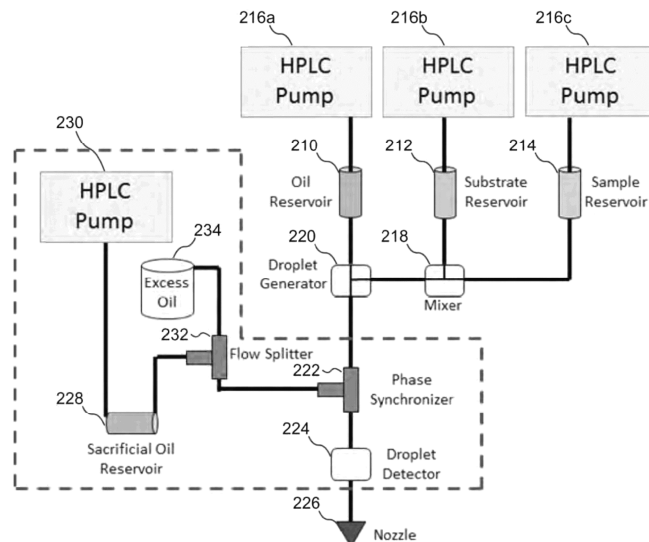 216a
216b
216c
HPLC
Pump
HPLC
Pump
HPLC
Pump
230
HPLC
Pump
210
Oil
Reservoir
212
Substrate
Reservoir
214
Sample
Reservoir
234
Excess
Oil
220
Droplet
Generator
218
Mixer
232
Flow Splitter
222
Phase
Synchronizer
228
Sacrificial Oil
Reservoir
224
Droplet
Detector
226
Nozzle